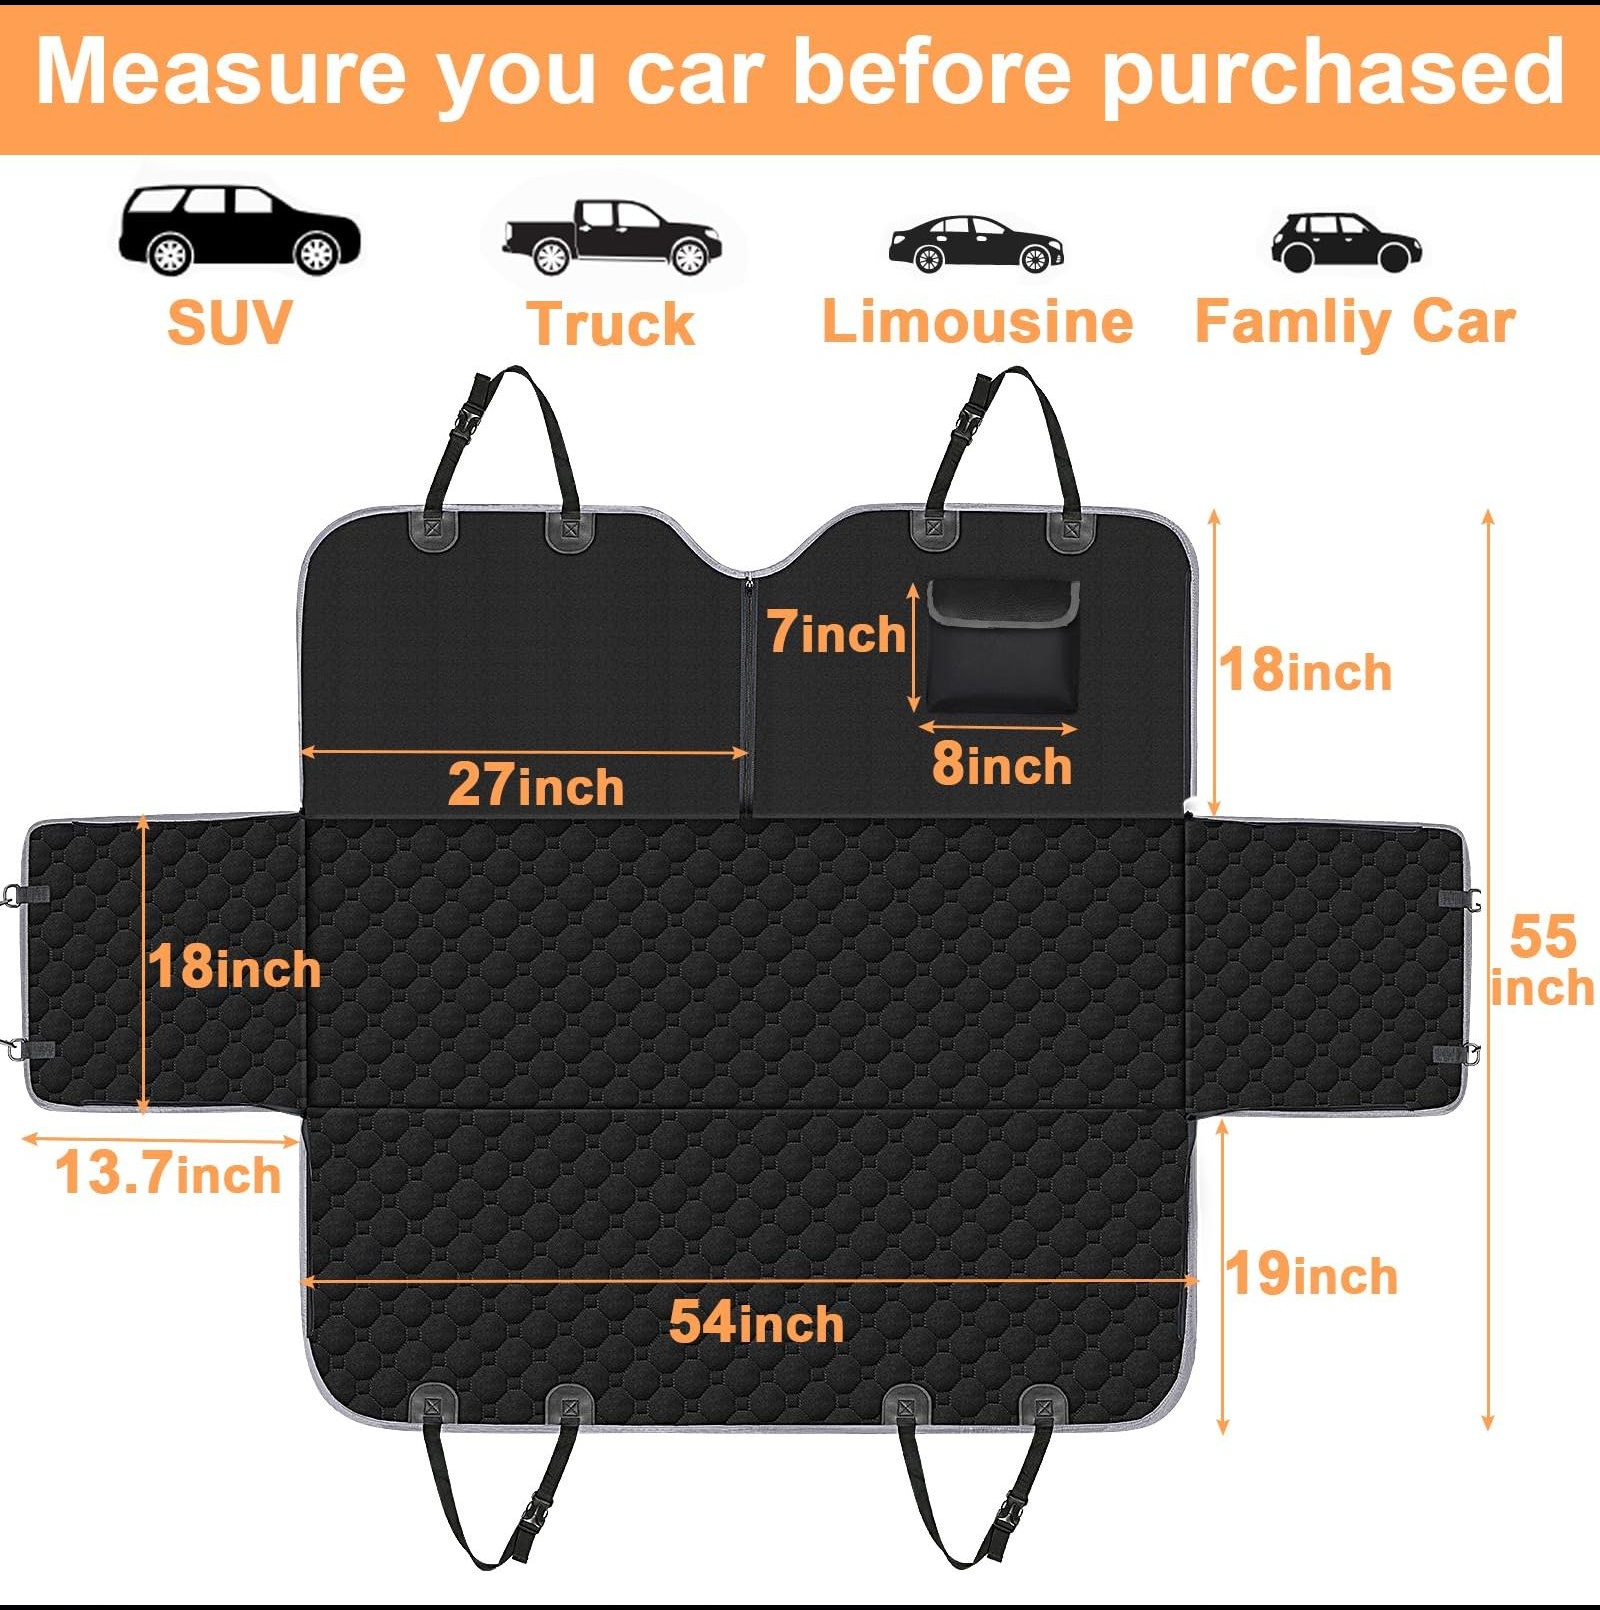 Measure you car before purchased
SUV
Truck
Limousine
Famliy Car
7inch
18inch
8inch
27inch
18inch
55
inch
13.7inch
19inch
54inch